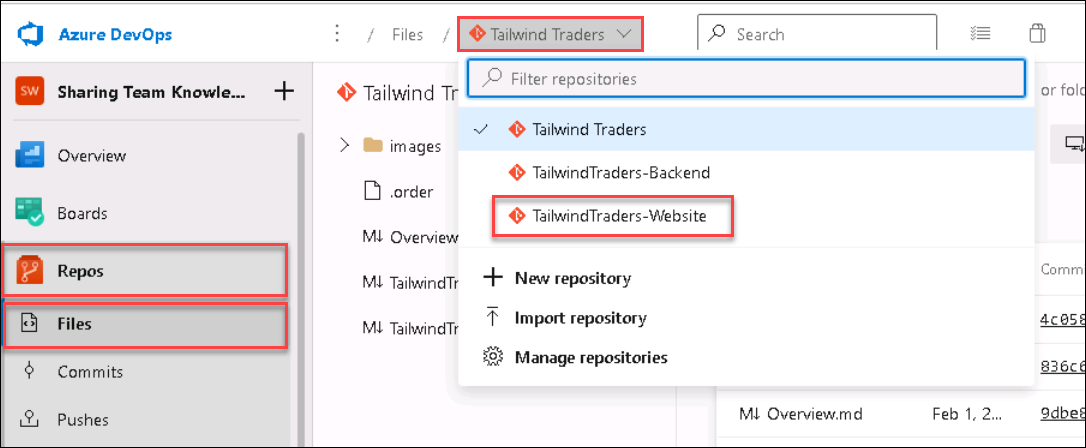 Azure DevOps
/ Files / Tailwind Traders
Search
SW Sharing Team Knowle...
Overview
Boards
Repos
Files
Commits
Pushes
Tailwind Tr
images
.order
M↓ Overview
M↓ TailwindTr
M↓ TailwindTr
Filter repositories
Tailwind Traders
TailwindTraders-Backend
TailwindTraders-Website
New repository
Import repository
Manage repositories
or fold
Comm
4c058
836c6
M↓ Overview.md Feb 1, 2... 9dbe8